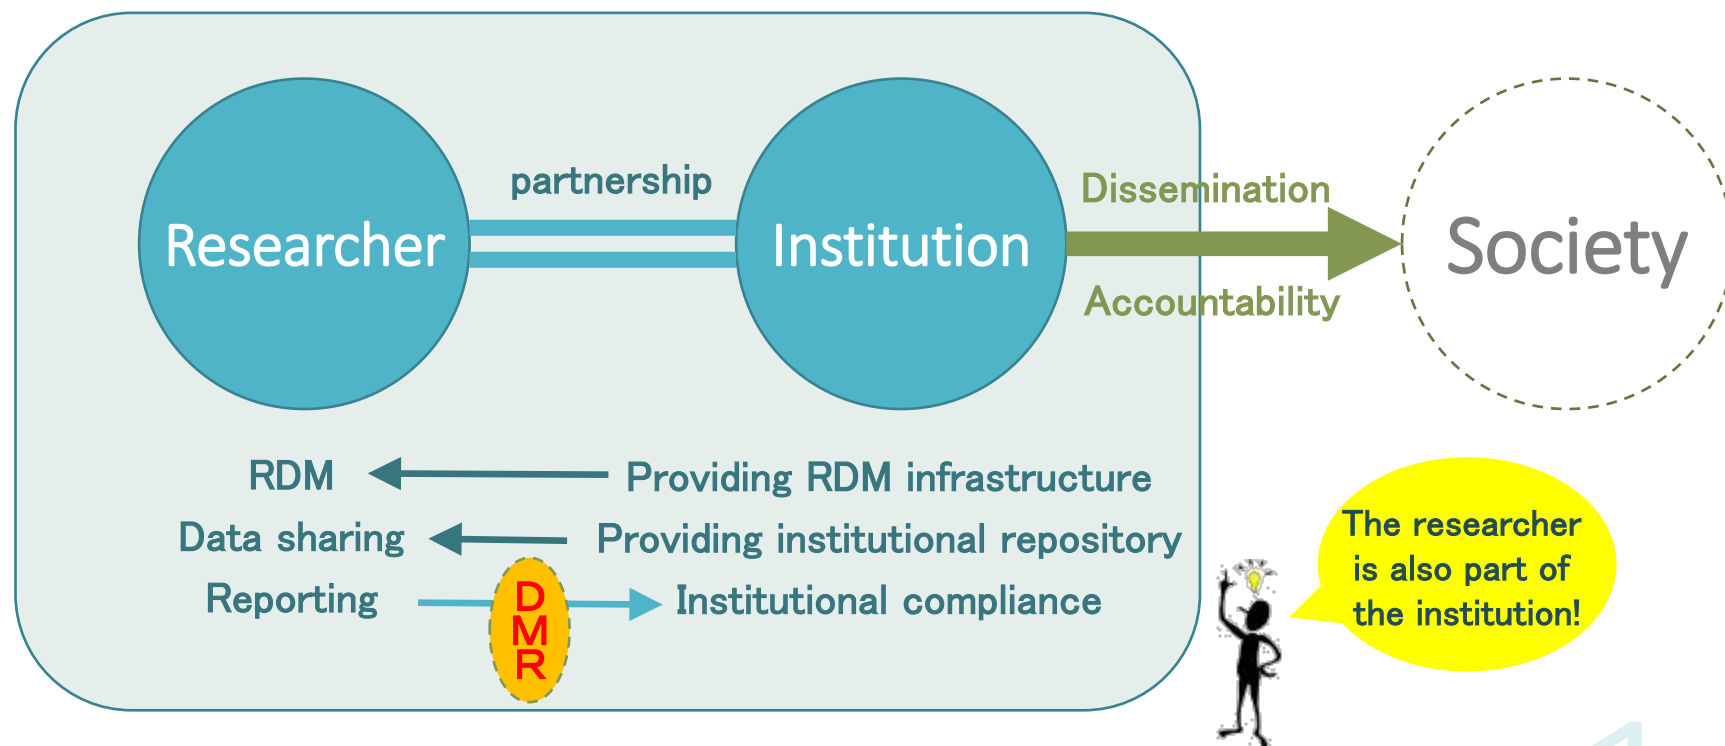 partnership
Dissemination
Researcher
Institution
Society
Accountability
RDM
Providing RDM infrastructure
Data sharing
Providing institutional repository
Reporting
D
M
R
Institutional compliance
The researcher
is also part of
the institution!